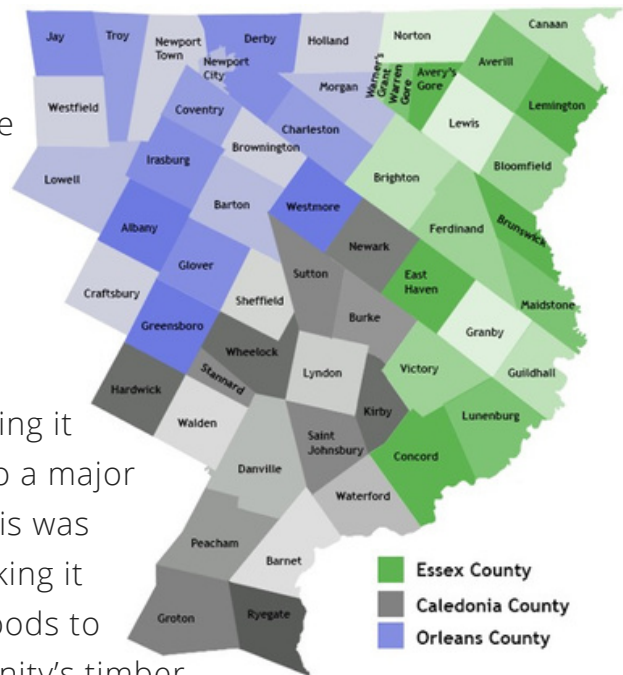 Jay
Troy
Newport
Town
Derby
Holland
Norton
Canaan
Newport
City
Averill
Warner's
Grant
Warren
Gore
Avery's
Gore
Morgan
Westfield
Coventry
Lemington
Lewis
e
Charleston
Brownington
Irasburg
Bloomfield
Lowell
Brighton
Barton
Westmore
Albany
Ferdinand
Brunswick
Newark
Glover
Sutton
East
Haven
Craftsbury
Sheffield
Maidstone
Burke
Greensboro
Granby
Wheelock
Lyndon
Victory
Guildhall
Stannard
Hardwick
Kirby
Lunenburg
Walden
ing it
Saint
Johnsbury
Concord
Danville
o a major
Waterford
is was
Peacham
Barnet
king it
Essex County
Caledonia County
oods to
Groton
Ryegate
Orleans County
nity's timber